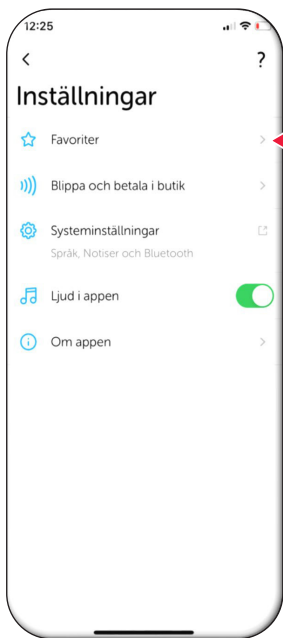 12:25
?
Inställningar
Favoriter
Blippa och betala i butik
Systeminställningar
Språk, Notiser och Bluetooth
Ljud i appen
Om appen